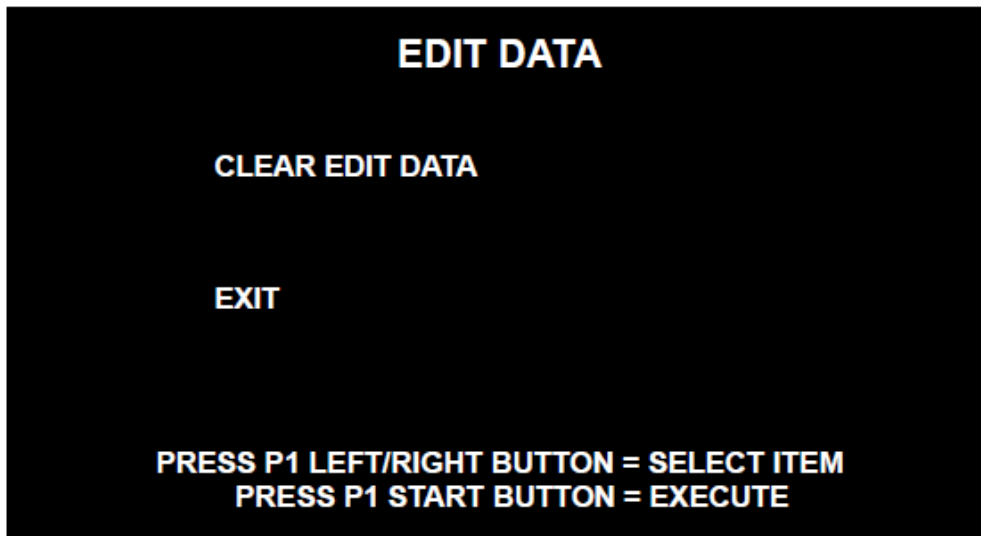 EDIT DATA
CLEAR EDIT DATA
EXIT
PRESS P1 LEFT/RIGHT BUTTON = SELECT ITEM
PRESS P1 START BUTTON = EXECUTE